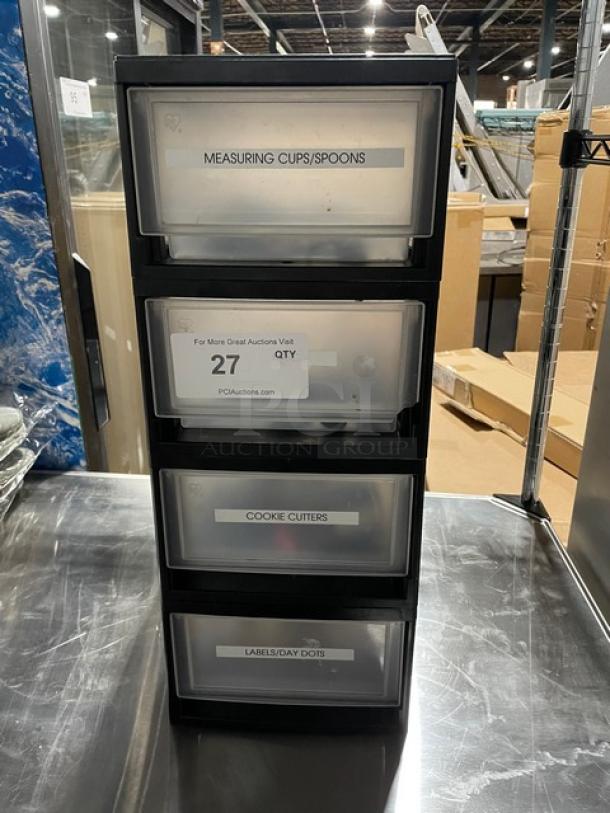 MEASURING CUPS/SPOONS
For More Great Auctions Visit
27 QTY
PCIAuctions.com
PCI
AUCTION GROUP
COOKIE CUTTERS
LABELS/DAY DOTS